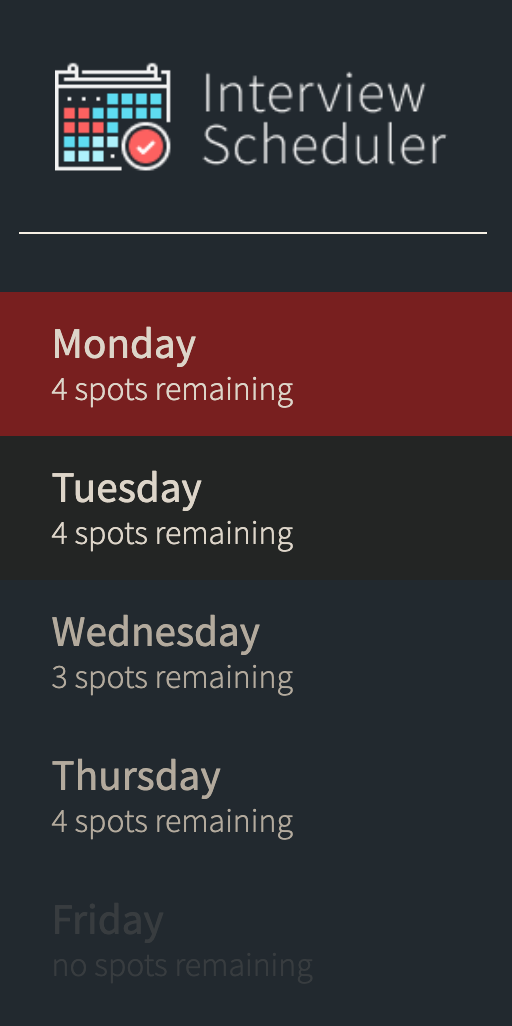 Interview
Scheduler
Monday
4 spots remaining
Tuesday
4 spots remaining
Wednesday
3 spots remaining
Thursday
4 spots remaining
Friday
no spots remaining